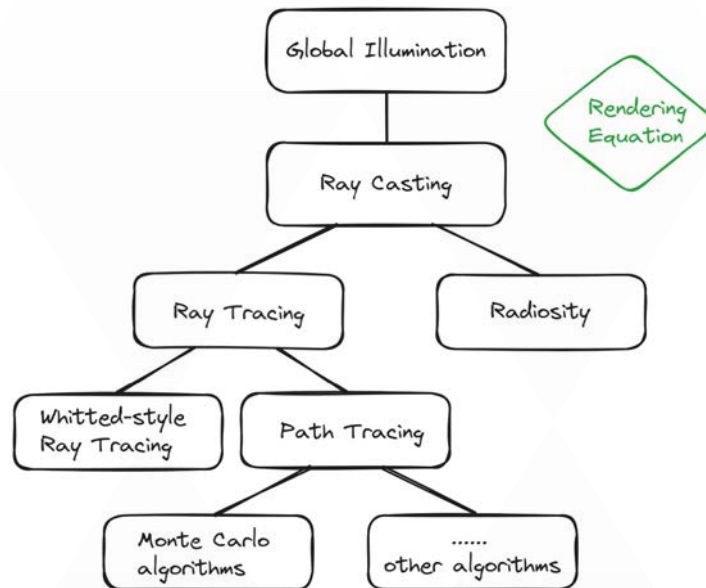 Global Illumination
Rendering
Equation
Ray Casting
Ray Tracing
Radiosity
Whitted-style
Ray Tracing
Path Tracing
Monte Carlo
algorithms
......
other algorithms